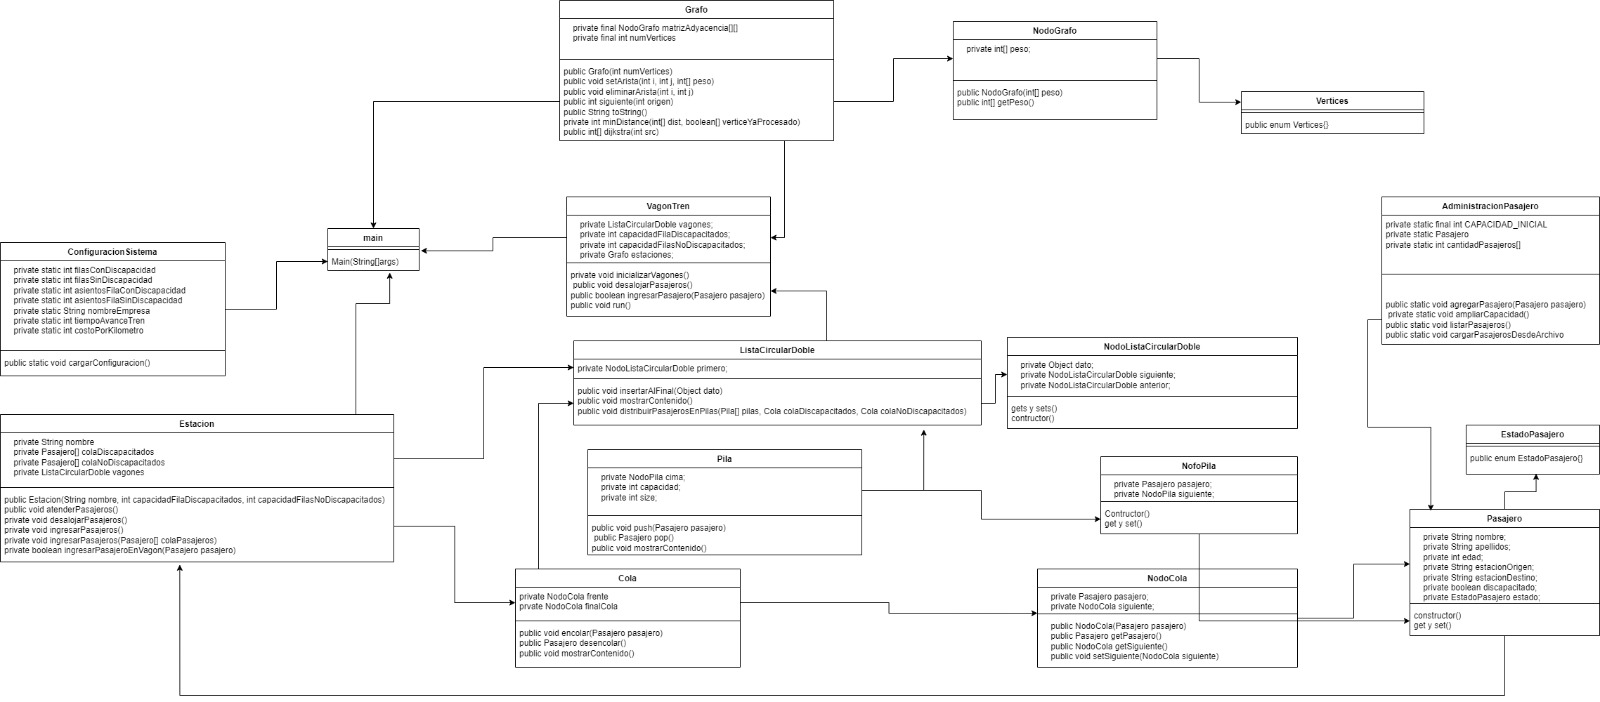 Grafo
private final NodoGrafo matrizAdyacencia[][]
private final int numVertices
public Grafo(int numVertices)
public void setArista(int i, int j, int[] peso)
public void eliminarArista(int i, int j)
public int siguiente(int origen)
public String toString()
private int minDistance(int[] dist, boolean[] verticeYaProcesado)
public int[] dijkstra(int src)
NodoGrafo
private int[] peso;
public NodoGrafo(int[] peso)
public int[] getPeso()
Vertices
public enum Vertices{}
VagonTren
private ListaCircularDoble vagones;
private int capacidadFilaDiscapacitados;
private int capacidadFilasNoDiscapacitados;
private Grafo estaciones;
private void inicializarVagones()
public void desalojarPasajeros()
public boolean ingresarPasajero(Pasajero pasajero)
public void run()
AdministracionPasajero
private static final int CAPACIDAD_INICIAL
private static Pasajero
private static int cantidadPasajeros[]
public static void agregarPasajero(Pasajero pasajero)
private static void ampliarCapacidad()
public static void listarPasajeros()
public static void cargarPasajerosDesdeArchivo
main
Main(String[]args)
ConfiguracionSistema
private static int filasConDiscapacidad
private static int filasSinDiscapacidad
private static int asientosFilaConDiscapacidad
private static int asientosFilaSinDiscapacidad
private static String nombreEmpresa
private static int tiempoAvanceTren
private static int costoPorKilometro
public static void cargarConfiguracion()
ListaCircularDoble
private NodoListaCircularDoble primero;
public void insertarAlFinal(Object dato)
public void mostrarContenido()
public void distribuirPasajerosEnPilas(Pila[] pilas, Cola colaDiscapacitados, Cola colaNoDiscapacitados)
NodoListaCircularDoble
private Object dato;
private NodoListaCircularDoble siguiente;
private NodoListaCircularDoble anterior;
gets y sets()
contructor()
Estacion
private String nombre
private Pasajero[] colaDiscapacitados
private Pasajero[] colaNoDiscapacitados
private ListaCircularDoble vagones
public Estacion(String nombre, int capacidadFilaDiscapacitados, int capacidadFilasNoDiscapacitados)
public void atenderPasajeros()
private void desalojarPasajeros()
private void ingresarPasajeros()
private void ingresarPasajeros(Pasajero[] colaPasajeros)
private boolean ingresarPasajeroEnVagon(Pasajero pasajero)
EstadoPasajero
public enum EstadoPasajero{}
Pila
private NodoPila cima;
private int capacidad;
private int size;
public void push(Pasajero pasajero)
public Pasajero pop()
public void mostrarContenido()
NofoPila
private Pasajero pasajero;
private NodoPila siguiente;
Contructor()
get y set()
Pasajero
private String nombre;
private String apellidos;
private int edad;
private String estacionOrigen;
private String estacionDestino;
private boolean discapacitado;
private EstadoPasajero estado;
constructor()
get y set()
Cola
private NodoCola frente
private NodoCola finalCola
public void encolar(Pasajero pasajero)
public Pasajero desencolar()
public void mostrarContenido()
NodoCola
private Pasajero pasajero;
private NodoCola siguiente;
public NodoCola(Pasajero pasajero)
public Pasajero getPasajero()
public NodoCola getSiguiente()
public void setSiguiente(NodoCola siguiente)